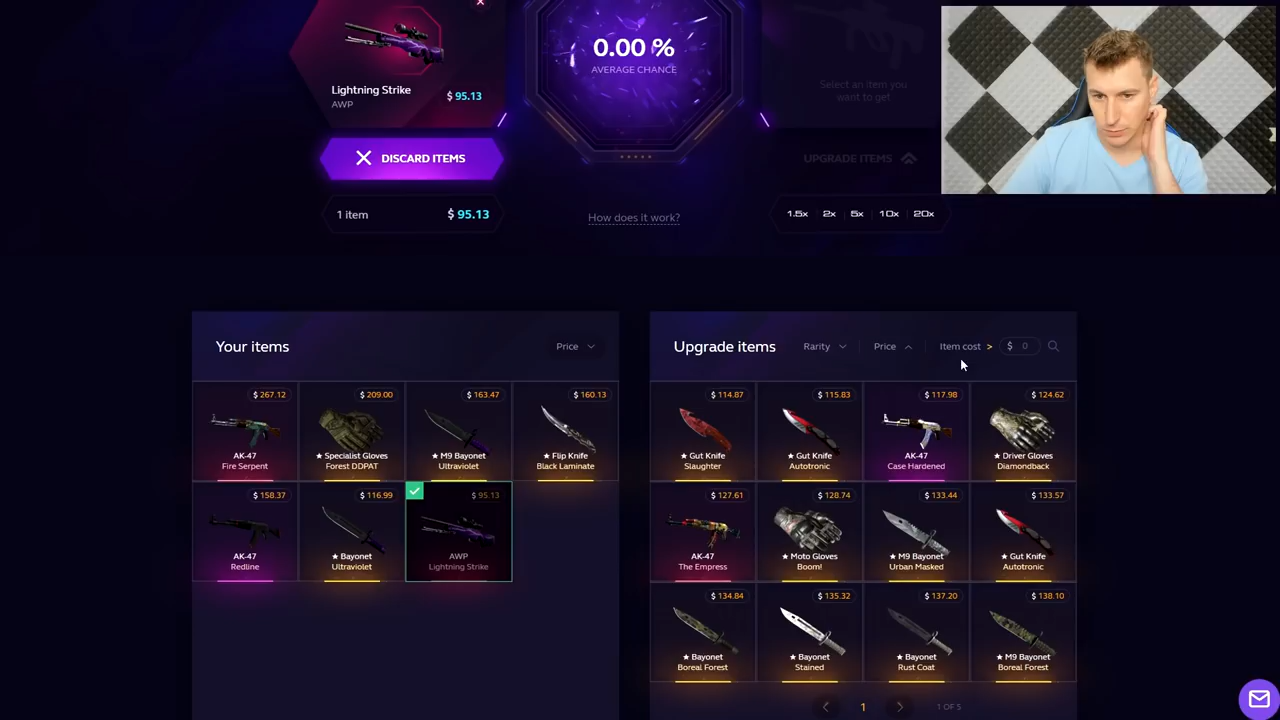 0.00 %
AVERAGE CHANCE
Lightning Strike
AWP
$ 95.13
Select an item you
want to get
DISCARD ITEMS
UPGRADE ITEMS
1 item
$ 95.13
How does it work?
1.5x 2x 5x 10x 20x
Your items
Price
$ 267.12
AK-47
Fire Serpent
$ 209.00
★ Specialist Gloves
Forest DDPAT
$ 163.47
★ M9 Bayonet
Ultraviolet
$ 160.13
★ Flip Knife
Black Laminate
$ 158.37
AK-47
Redline
$ 116.99
★ Bayonet
Ultraviolet
$ 95.13
AWP
Lightning Strike
Upgrade items
Rarity
Price
Item cost >
$ 0
$ 114.87
★ Gut Knife
Slaughter
$ 115.83
★ Gut Knife
Autotronic
$ 117.98
AK-47
Case Hardened
$ 124.62
★ Driver Gloves
Diamondback
$ 127.61
AK-47
The Empress
$ 128.74
★ Moto Gloves
Boom!
$ 133.44
★ M9 Bayonet
Urban Masked
$ 133.57
★ Gut Knife
Autotronic
$ 134.84
★ Bayonet
Boreal Forest
$ 135.32
★ Bayonet
Stained
$ 137.20
★ Bayonet
Rust Coat
$ 138.10
★ M9 Bayonet
Boreal Forest
1
1 OF 5